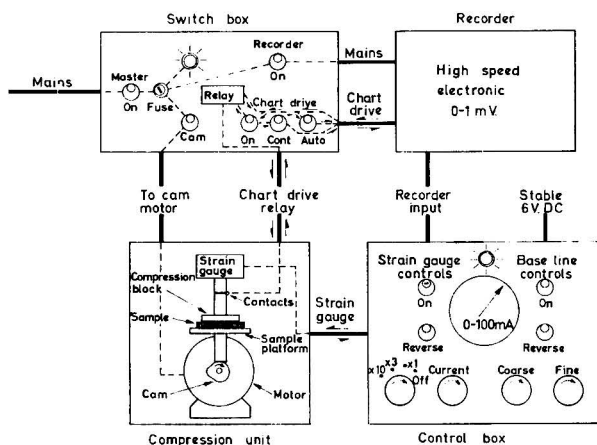 Switch box
Recorder
Mains
Master
On
Fuse
Cam
Recorder
On
Relay
Chart drive
On
Cont
Auto
Mains
Chart
drive
High speed
electronic
0-1 mV.
To cam
motor
Chart drive
relay
Recorder
input
Stable
6V. DC
Strain
gauge
Compression
block
Contacts
Sample
Sample
platform
Cam
Motor
Compression unit
Strain
gauge
Strain gauge
controls
On
Reverse
Base line
controls
On
Reverse
0-100mA
x10
x3
x1
Off
Current
Coarse
Fine
Control box